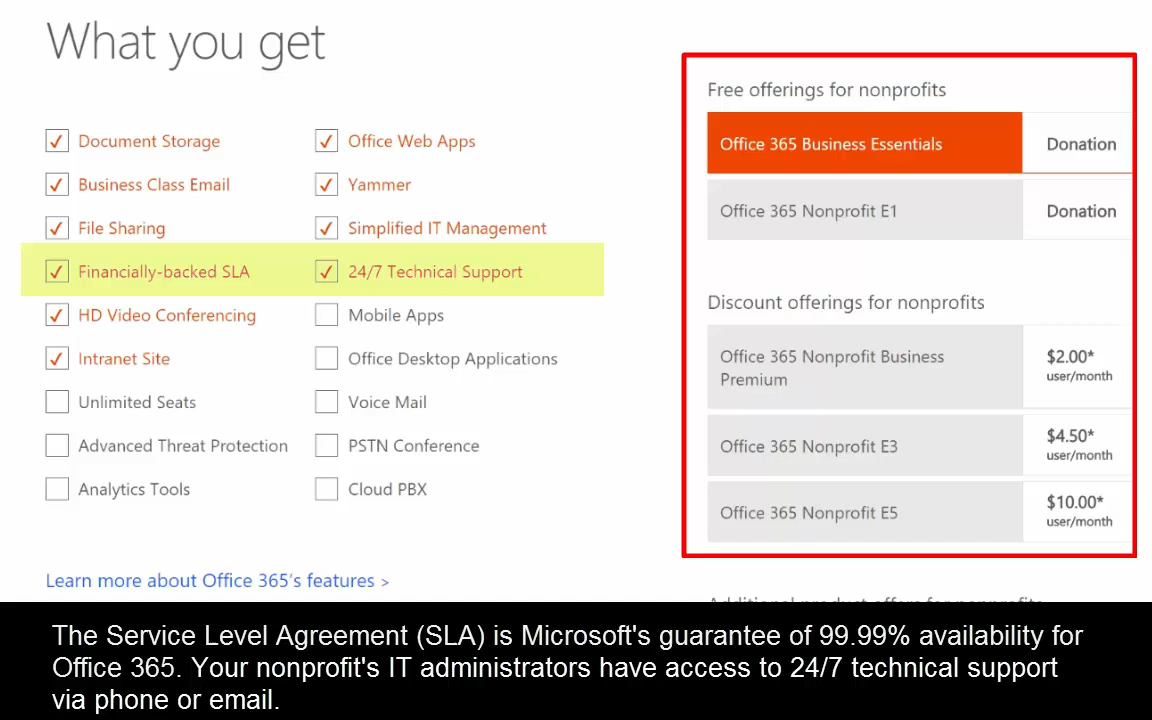 What you get
Document Storage
Office Web Apps
Business Class Email
Yammer
File Sharing
Simplified IT Management
Financially-backed SLA
24/7 Technical Support
HD Video Conferencing
Mobile Apps
Intranet Site
Office Desktop Applications
Unlimited Seats
Voice Mail
Advanced Threat Protection
PSTN Conference
Analytics Tools
Cloud PBX
Learn more about Office 365's features >
Free offerings for nonprofits
Office 365 Business Essentials
Donation
Office 365 Nonprofit E1
Donation
Discount offerings for nonprofits
Office 365 Nonprofit Business
Premium
$2.00*
user/month
Office 365 Nonprofit E3
$4.50*
user/month
Office 365 Nonprofit E5
$10.00*
user/month
Additional product offers for nonprofits
The Service Level Agreement (SLA) is Microsoft's guarantee of 99.99% availability for
Office 365. Your nonprofit's IT administrators have access to 24/7 technical support
via phone or email.